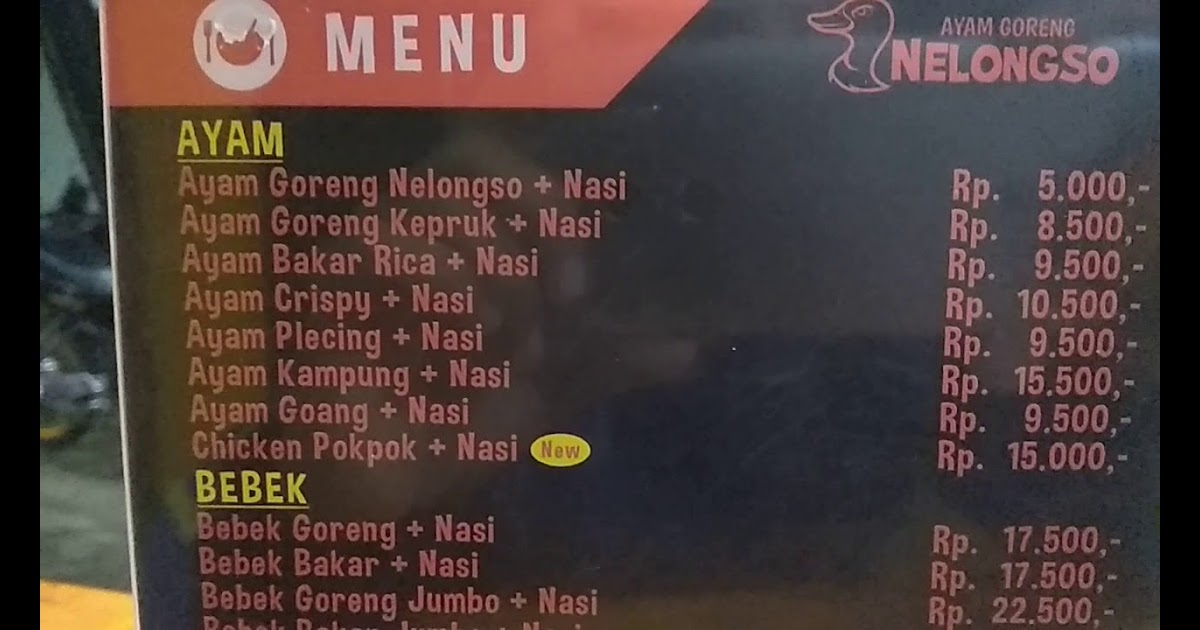 MENU
AYAM GORENG
NELONGSO
AYAM
Ayam Goreng Nelongso + Nasi Rp. 5.000,-
Ayam Goreng Kepruk + Nasi Rp. 8.500,-
Ayam Bakar Rica + Nasi Rp. 9.500,-
Ayam Crispy + Nasi Rp. 10.500,-
Ayam Plecing + Nasi Rp. 9.500,-
Ayam Kampung + Nasi Rp. 15.500,-
Ayam Goang + Nasi Rp. 9.500,-
Chicken Pokpok + Nasi New Rp. 15.000,-
BEBEK
Bebek Goreng + Nasi Rp. 17.500,-
Bebek Bakar + Nasi Rp. 17.500,-
Bebek Goreng Jumbo + Nasi Rp. 22.500,-
Bebek Bakar Jumbo + Nasi